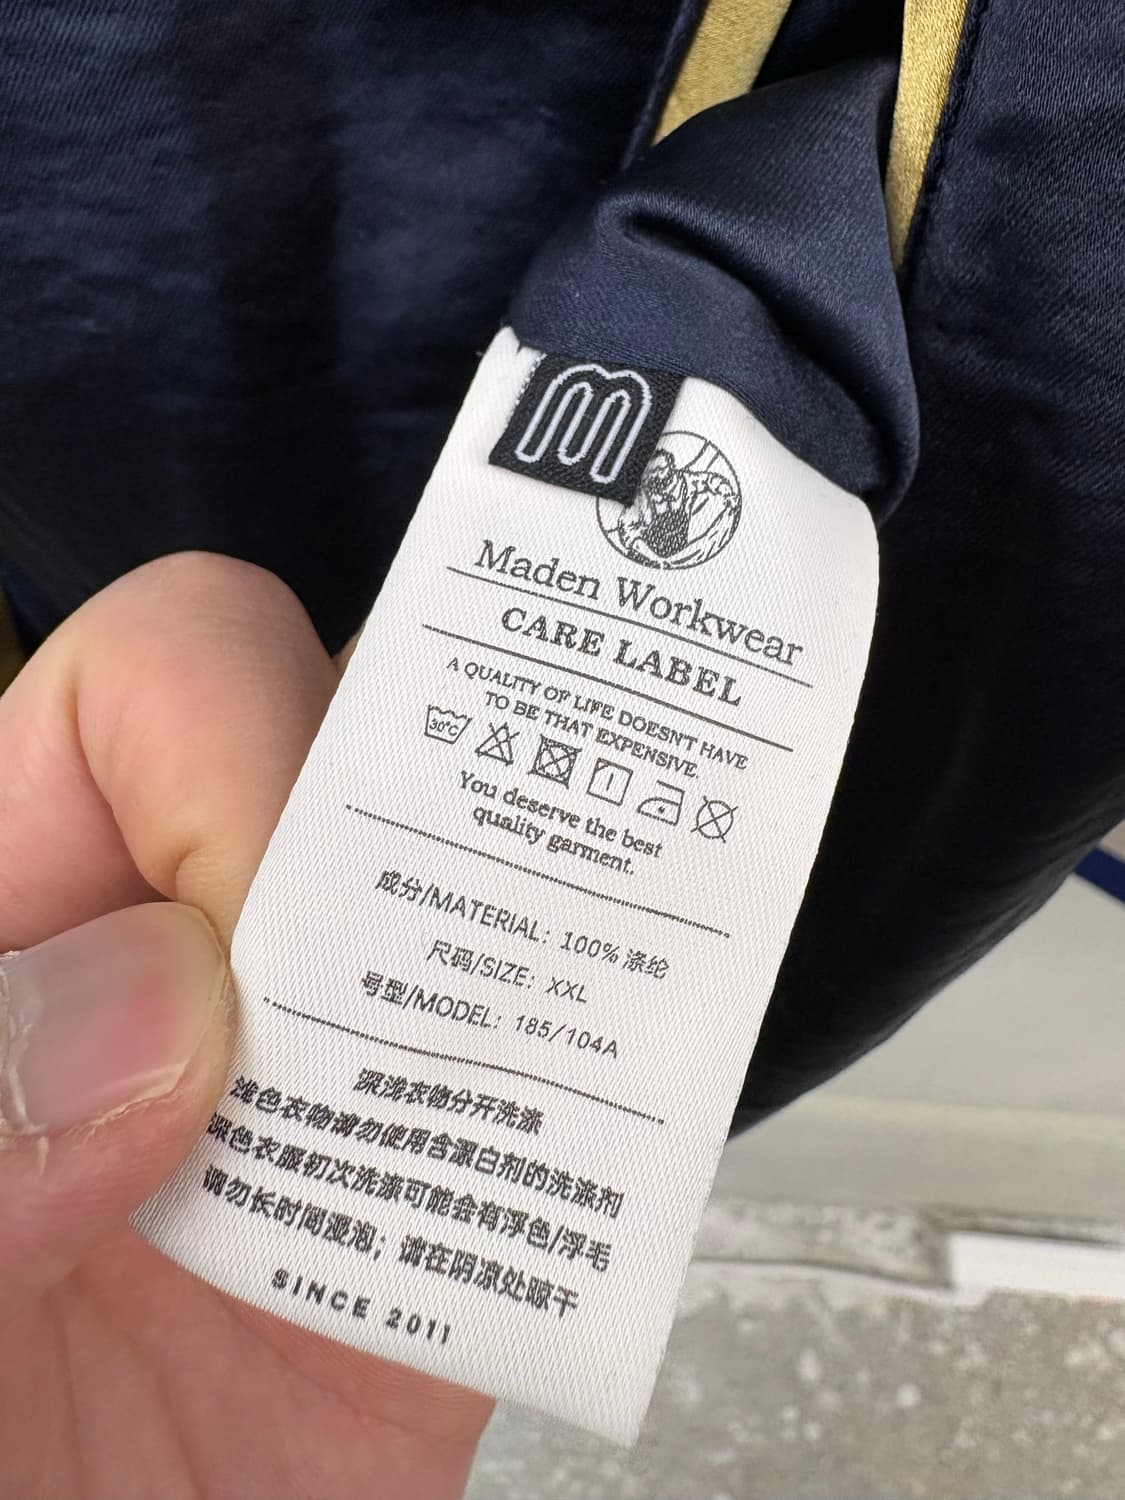 Maden Workwear
CARE LABEL
A QUALITY OF LIFE DOESN'T HAVE
TO BE THAT EXPENSIVE.
30°C
You deserve the best
quality garment.
成分/MATERIAL: 100% 涤纶
尺码/SIZE: XXL
号型/MODEL: 185/104A
深浅衣物分开洗涤
浅色衣物请勿使用含漂白剂的洗涤剂
深色衣服初次洗涤可能会有浮色/浮毛
请勿长时间浸泡；请在阴凉处晾干
SINCE 2011